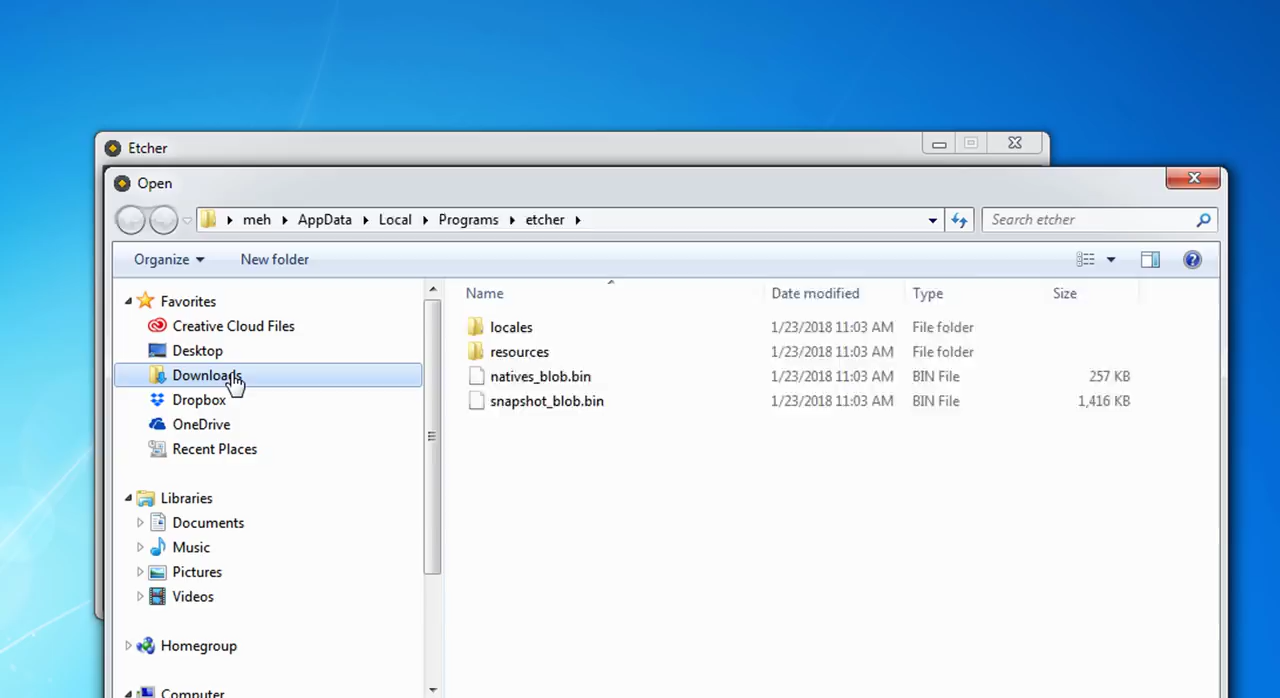 Etcher
Open
meh AppData Local Programs etcher
Search etcher
Organize New folder
Name Date modified Type Size
Favorites
Creative Cloud Files
Desktop
Downloads
Dropbox
OneDrive
Recent Places
Libraries
Documents
Music
Pictures
Videos
Homegroup
Computer
locales 1/23/2018 11:03 AM File folder
resources 1/23/2018 11:03 AM File folder
natives_blob.bin 1/23/2018 11:03 AM BIN File 257 KB
snapshot_blob.bin 1/23/2018 11:03 AM BIN File 1,416 KB